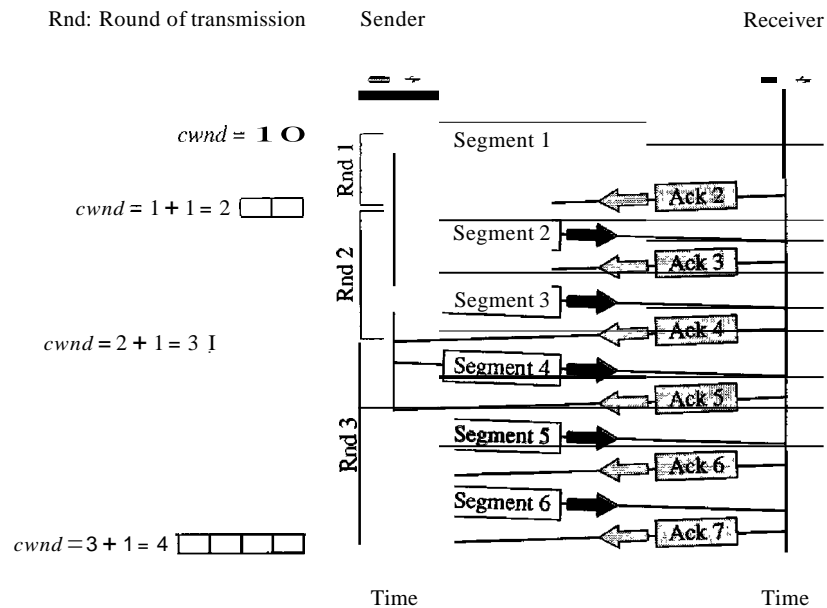 Rnd: Round of transmission
Sender
Receiver
cwnd = 1 0
Rnd 1
Segment 1
Ack 2
cwnd = 1 + 1 = 2
Rnd 2
Segment 2
Ack 3
Segment 3
Ack 4
cwnd = 2 + 1 = 3 I
Rnd 3
Segment 4
Ack 5
Segment 5
Ack 6
Segment 6
Ack 7
cwnd = 3 + 1 = 4
Time
Time